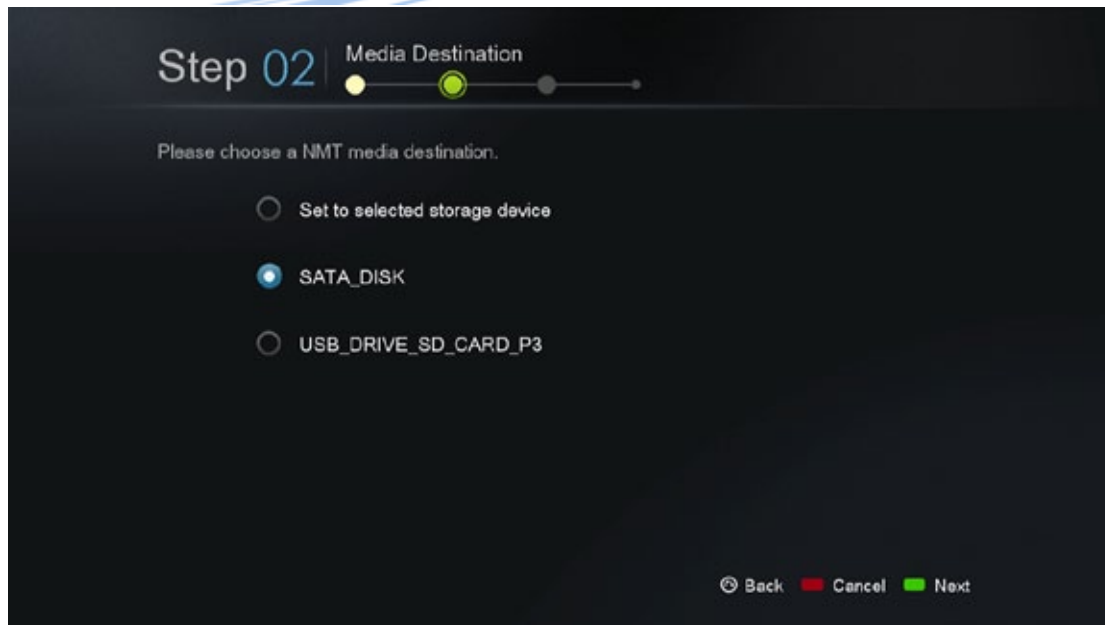 Step 02
Media Destination
Please choose a NMT media destination.
Set to selected storage device
SATA_DISK
USB_DRIVE_SD_CARD_P3
Back Cancel Next